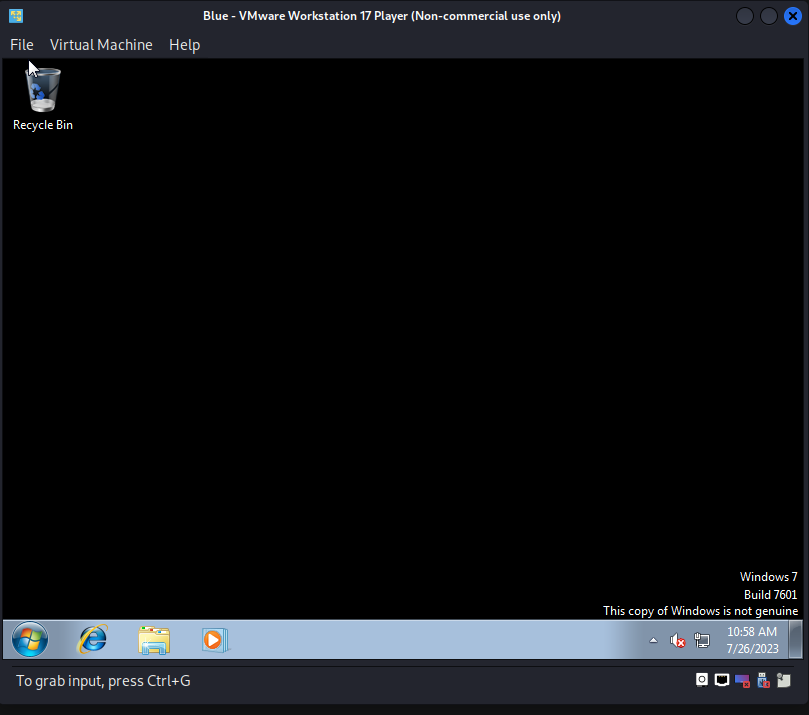 Blue - VMware Workstation 17 Player (Non-commercial use only)
File Virtual Machine Help
Recycle Bin
Windows 7
Build 7601
This copy of Windows is not genuine
10:58 AM
7/26/2023
To grab input, press Ctrl+G